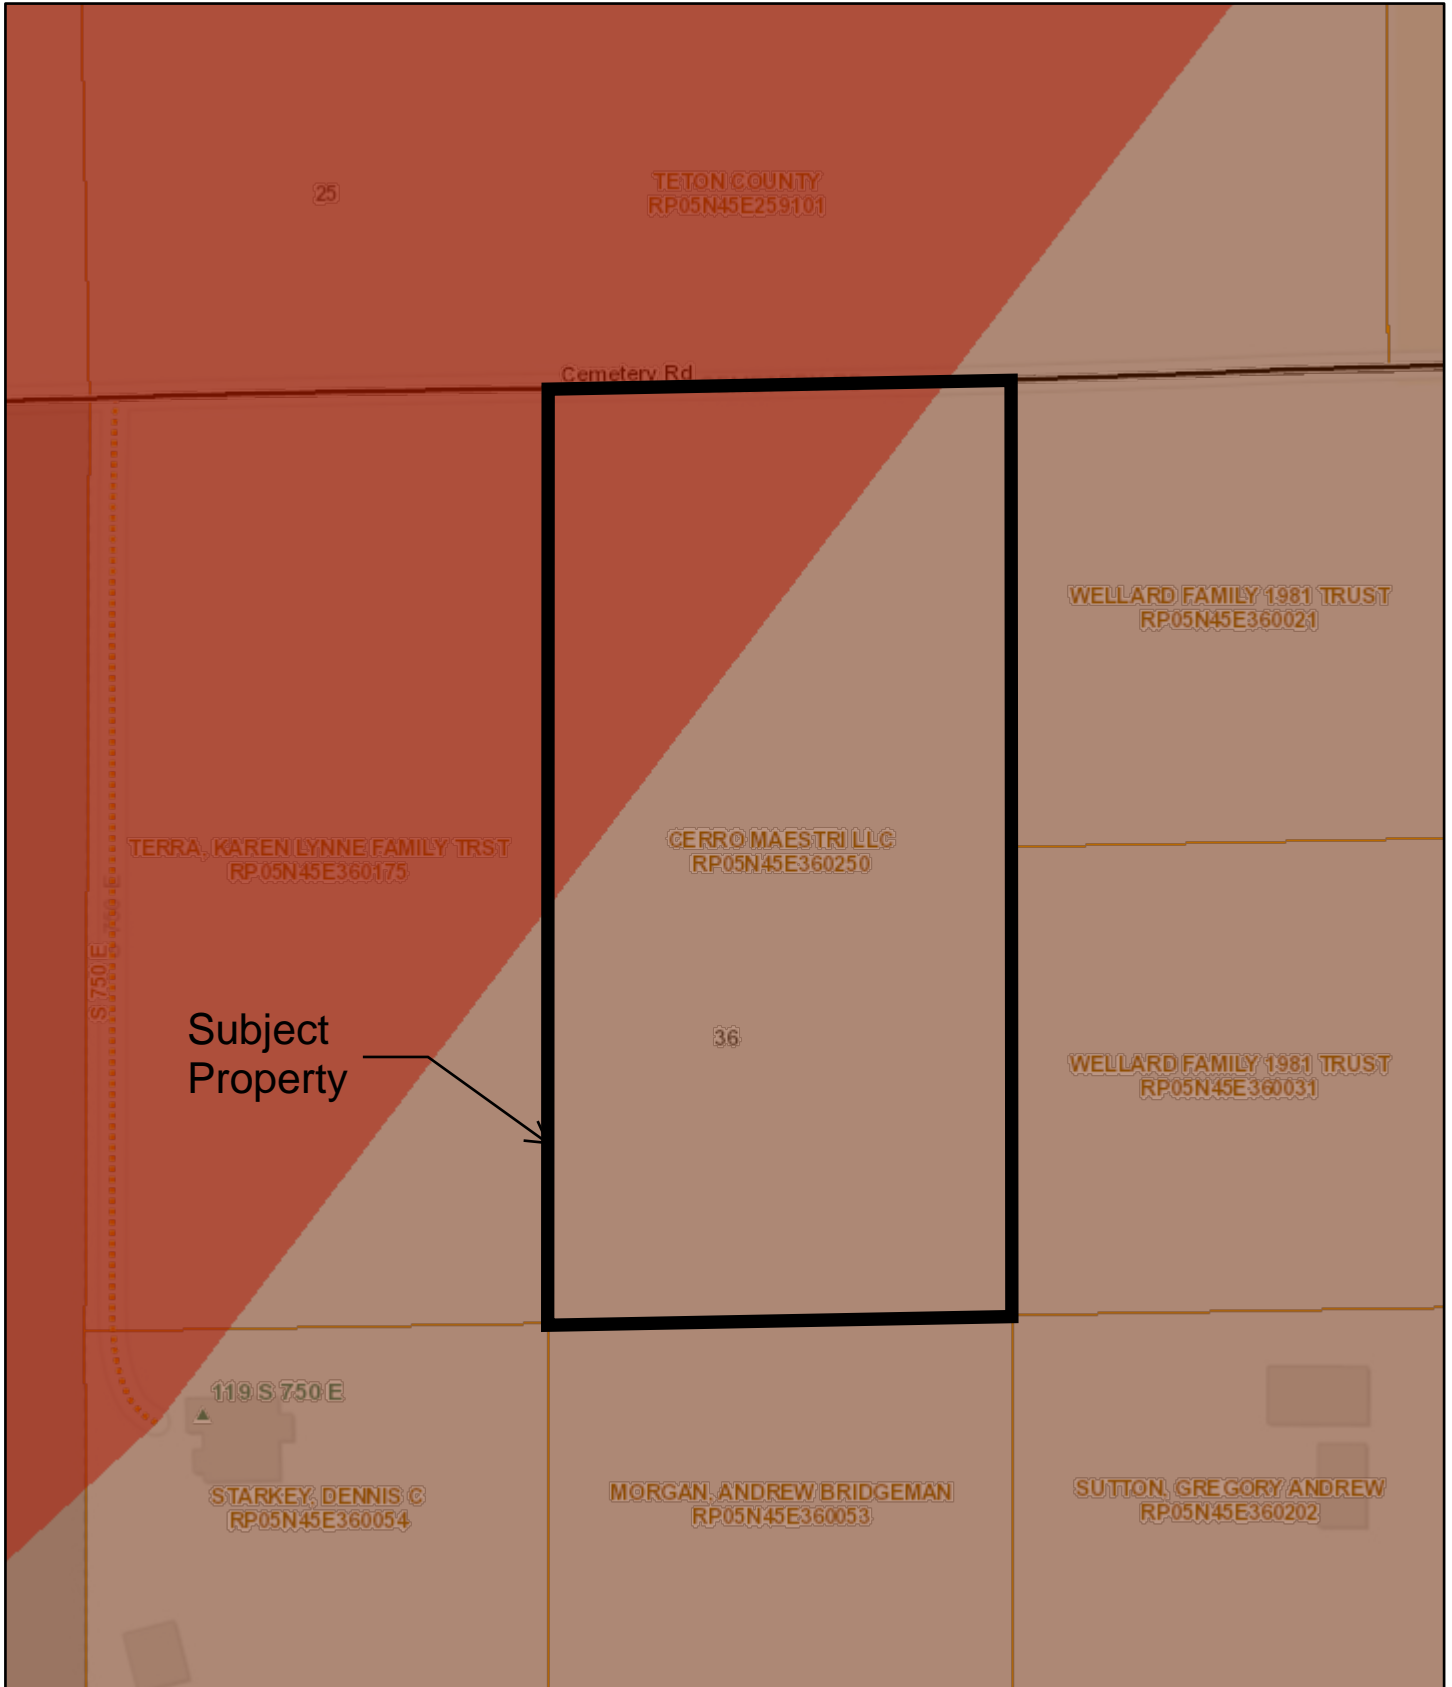 25
TETON COUNTY
RP05N45E259101
Cemetery Rd
WELLARD FAMILY 1981 TRUST
RP05N45E360021
TERRA, KAREN LYNNE FAMILY TRST
RP05N45E360175
CERRO MAESTRI LLC
RP05N45E360250
S 750 E
Subject
Property
36
WELLARD FAMILY 1981 TRUST
RP05N45E360031
119 S 750 E
STARKEY, DENNIS C
RP05N45E360054
MORGAN, ANDREW BRIDGEMAN
RP05N45E360053
SUTTON, GREGORY ANDREW
RP05N45E360202